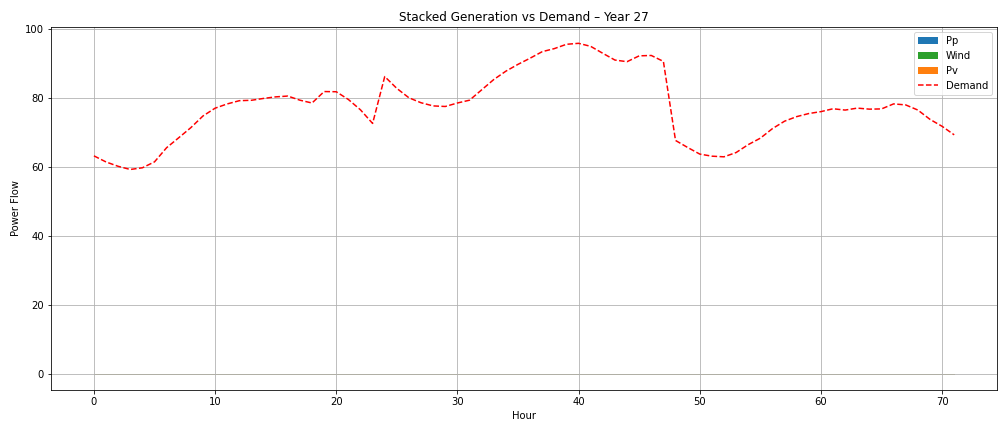 Stacked Generation vs Demand – Year 27
Pp
Wind
Pv
Demand
Power Flow
100
80
60
40
20
0
0 10 20 30 40 50 60 70
Hour